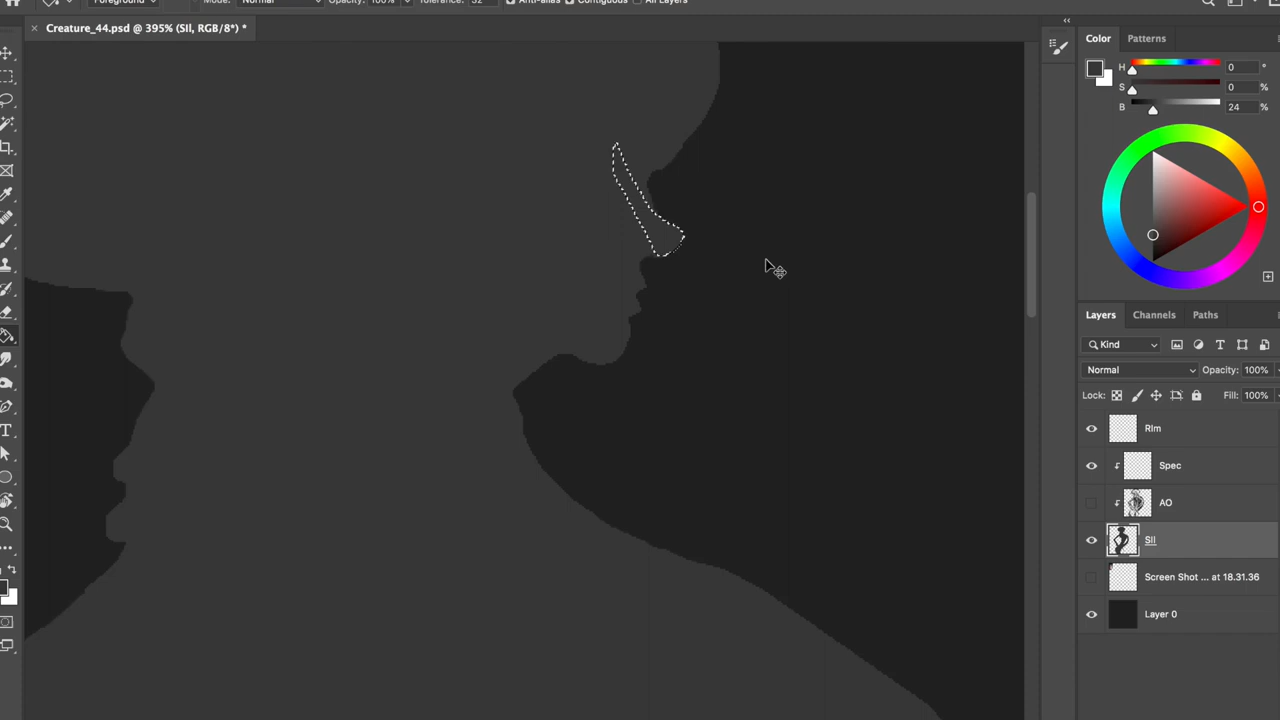 Foreground Mode: Normal Opacity: 100% Tolerance: 32 Anti-alias Contiguous All Layers
× Creature_44.psd @ 395% (SIl, RGB/8*) *
Color Patterns
H 0 °
S 0 %
B 24 %
Layers Channels Paths
Kind
Normal Opacity: 100%
Lock: Fill: 100%
RIm
Spec
AO
SIl
Screen Shot ... at 18.31.36
Layer 0